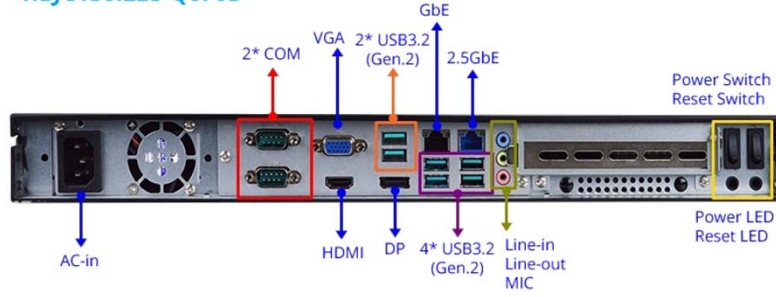 GbE
VGA
2* USB3.2
(Gen.2)
2* COM
2.5GbE
Power Switch
Reset Switch
AC-in
HDMI
DP
4* USB3.2
(Gen.2)
Line-in
Line-out
MIC
Power LED
Reset LED